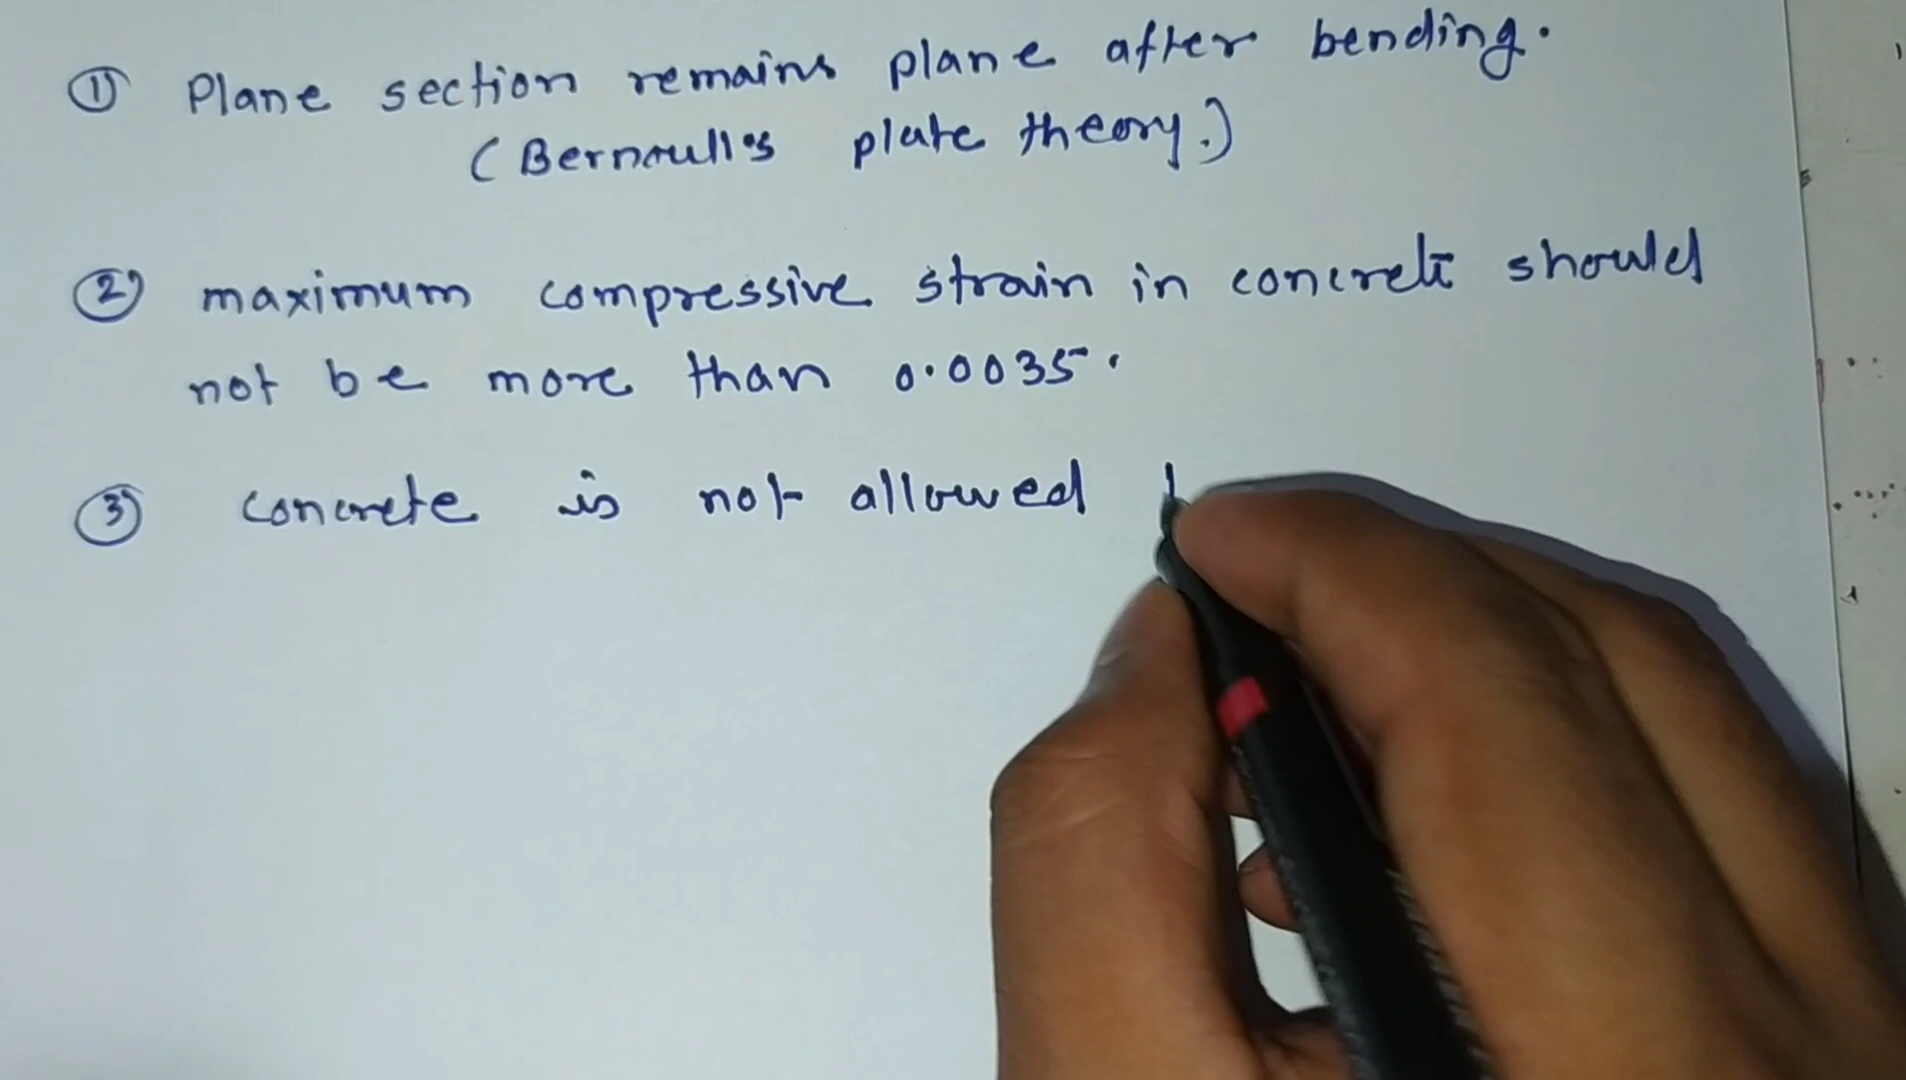 ① Plane section remains plane after bending.
(Bernoulli's plate theory.)
② maximum compressive strain in concrete should
not be more than 0.0035.
③ concrete is not allowed